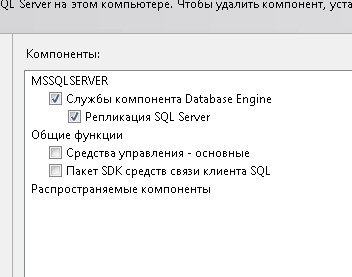 QL Server на этом компьютере. Чтобы удалить компонент, уста
Компоненты:
MSSQLSERVER
Службы компонента Database Engine
Репликация SQL Server
Общие функции
Средства управления - основные
Пакет SDK средств связи клиента SQL
Распространяемые компоненты